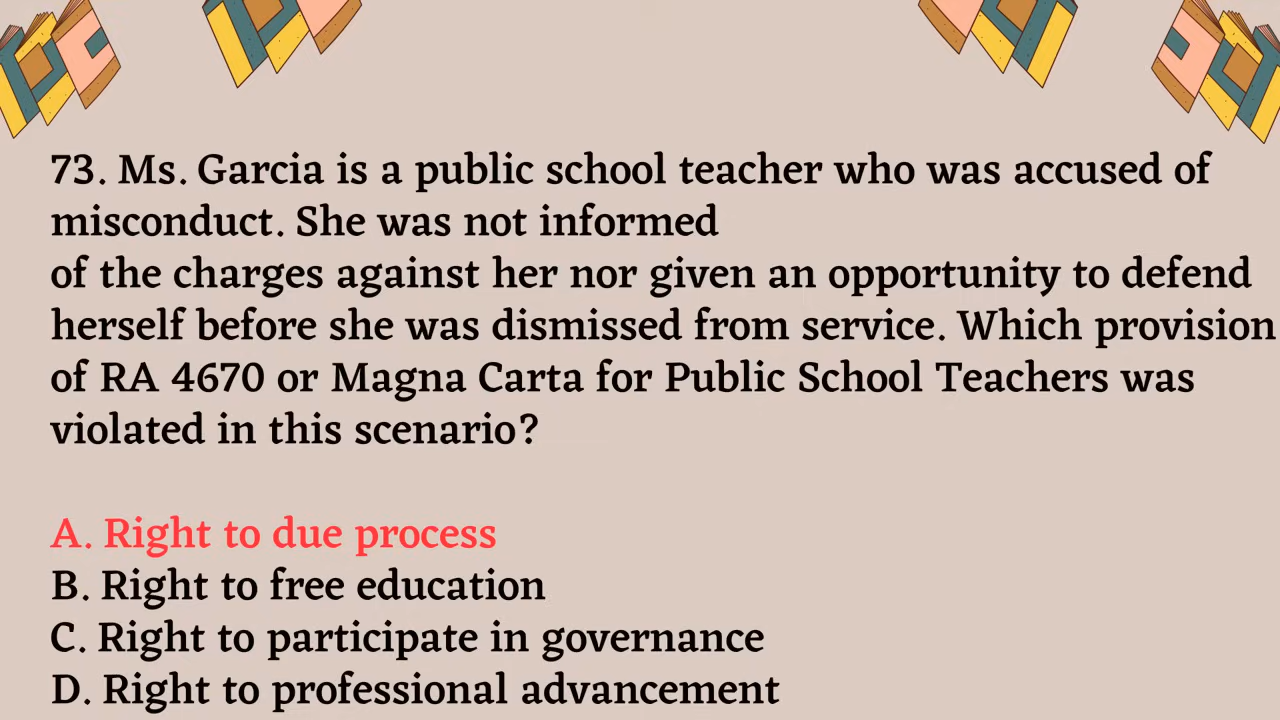 73. Ms. Garcia is a public school teacher who was accused of
misconduct. She was not informed
of the charges against her nor given an opportunity to defend
herself before she was dismissed from service. Which provision
of RA 4670 or Magna Carta for Public School Teachers was
violated in this scenario?
A. Right to due process
B. Right to free education
C. Right to participate in governance
D. Right to professional advancement